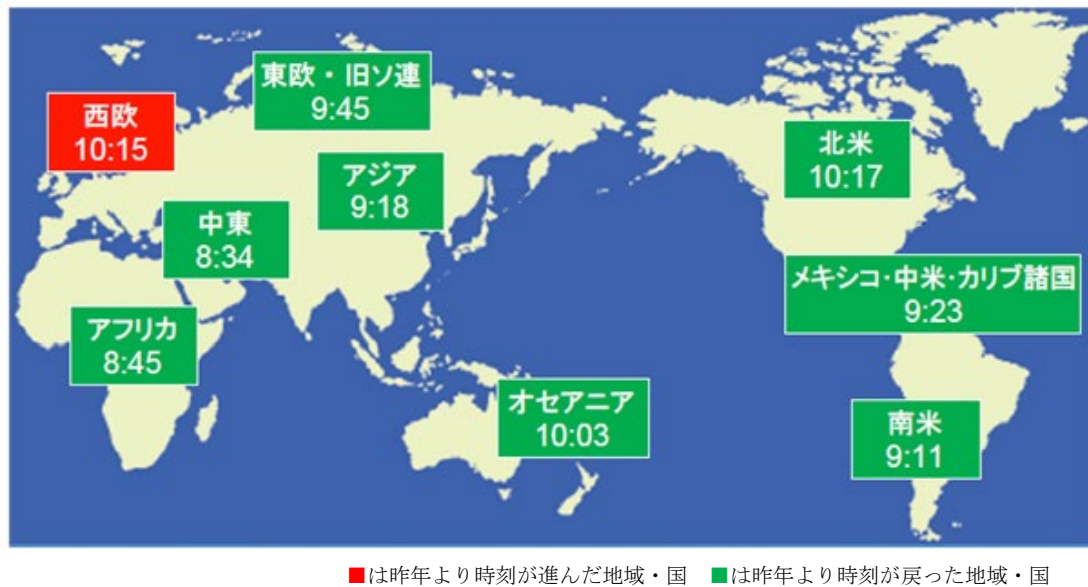 東欧・旧ソ連
9:45
西欧
10:15
北米
10:17
アジア
9:18
中東
8:34
メキシコ・中米・カリブ諸国
9:23
アフリカ
8:45
オセアニア
10:03
南米
9:11
■は昨年より時刻が進んだ地域・国 ■は昨年より時刻が戻った地域・国